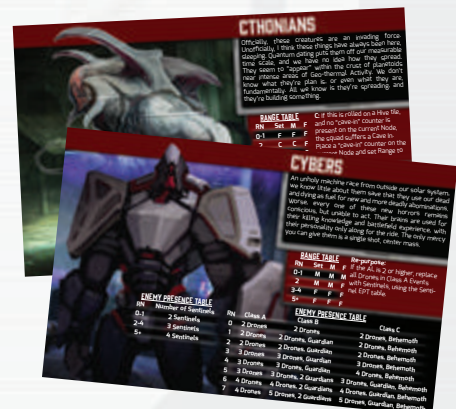 CTHONIANS
Officially, these creatures are an invading force.
Unofficially, I think these things have always been here,
sleeping. Quantum dating puts them off our measurable
time scale, and we have no idea how they spread.
They seem to "appear" within the crust of planetoids
near intense areas of Geo-thermal Activity. We don't
know what they're plan is, or even what they are,
fundamentally. All we know is they're spreading; and
they're building something.
RANGE TABLE
RN Set M F
0-1 F F F
2 C C F
C: if this is rolled on a Hive tile,
and no "cave-in" counter is
present on the current Node,
the squad suffers a Cave in.
Place a "cave-in" counter on the
Node and set Range to
CYBERS
An unholy machine race from outside our solar system,
we know little about them save that they use our dead
and dying as fuel for new and more deadly abominations.
Worse, every one of these new horrors remains
conscious, but unable to act. Their brains are used for
their killing knowledge and battlefield experience, with
their personality only along for the ride. The only mercy
you can give them is a single shot, center mass.
RANGE TABLE
RN Set M F
0-1 M M M
2 M M F
3-4 F F F
5+ F F F
Re-purpose:
If the AL is 2 or higher, replace
all Drones in Class A Events
with Sentinels, using the Senti-
nel EPT table.
ENEMY PRESENCE TABLE
RN Number of Sentinels
0-1 2 Sentinels
2-4 3 Sentinels
5+ 4 Sentinels
ENEMY PRESENCE TABLE
RN Class A Class B Class C
0 2 Drones 2 Drones 2 Drones, Behemoth
1 2 Drones 2 Drones, Guardian 2 Drones, Behemoth
2 2 Drones 2 Drones, Guardian 2 Drones, Behemoth
3 3 Drones 3 Drones, Guardian 3 Drones, Behemoth
4 3 Drones 3 Drones, Guardian 4 Drones, Behemoth
5 3 Drones 3 Drones, 2 Guardians 3 Drones, Guardian, Behemoth
6 4 Drones 4 Drones, 2 Guardians 4 Drones, Guardian, Behemoth
7 4 Drones 5 Drones, 2 Guardians 5 Drones, Guardian, Behemoth